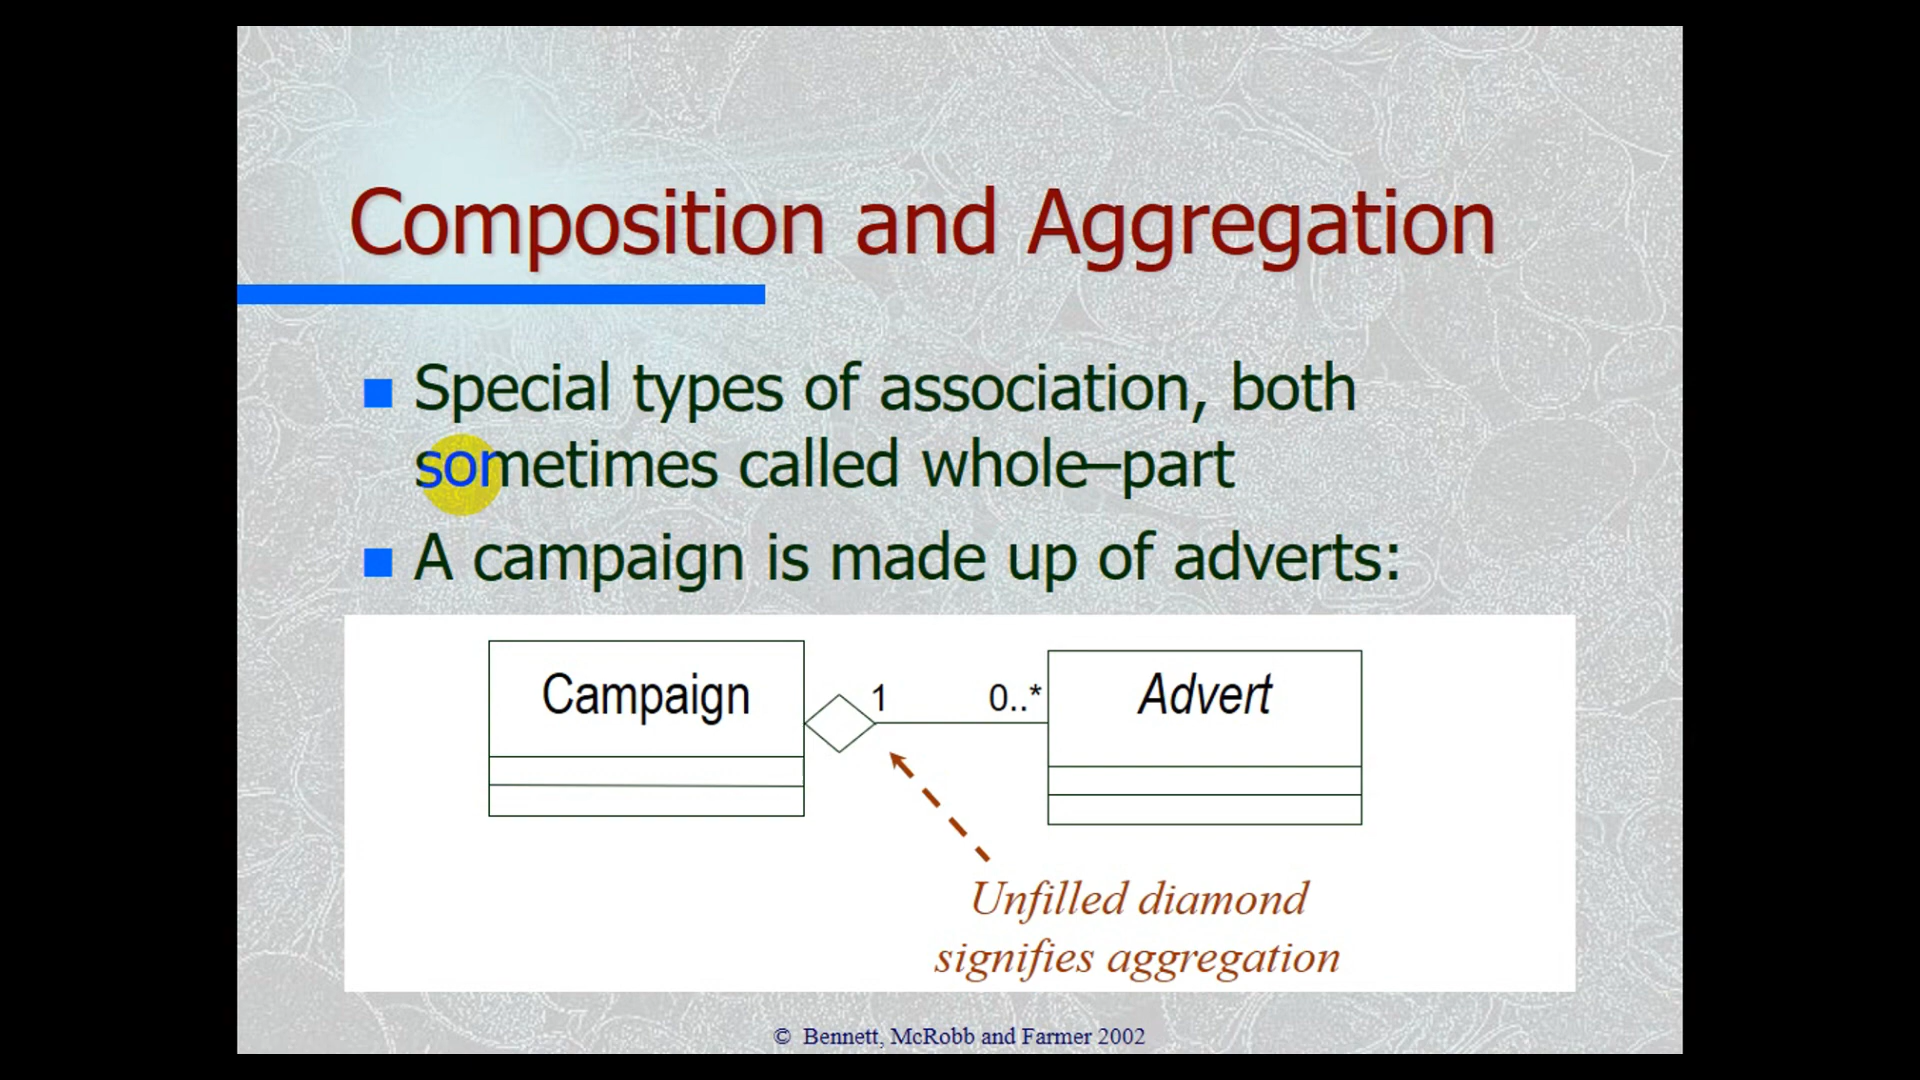 Composition and Aggregation
Special types of association, both
sometimes called whole–part
A campaign is made up of adverts:
Campaign
1
0..*
Advert
Unfilled diamond
signifies aggregation
© Bennett, McRobb and Farmer 2002